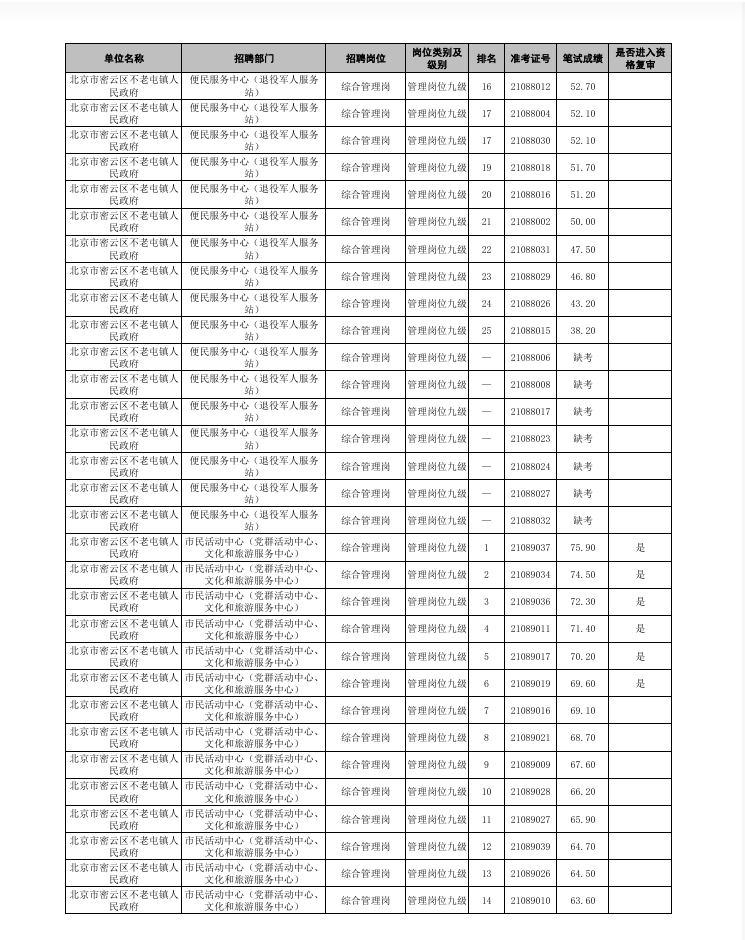 单位名称 招聘部门 招聘岗位 岗位类别及级别 排名 准考证号 笔试成绩 是否进入资格复审
北京市密云区不老屯镇人民政府 便民服务中心（退役军人服务站） 综合管理岗 管理岗位九级 16 21088012 52.70
北京市密云区不老屯镇人民政府 便民服务中心（退役军人服务站） 综合管理岗 管理岗位九级 17 21088004 52.10
北京市密云区不老屯镇人民政府 便民服务中心（退役军人服务站） 综合管理岗 管理岗位九级 17 21088030 52.10
北京市密云区不老屯镇人民政府 便民服务中心（退役军人服务站） 综合管理岗 管理岗位九级 19 21088018 51.70
北京市密云区不老屯镇人民政府 便民服务中心（退役军人服务站） 综合管理岗 管理岗位九级 20 21088016 51.20
北京市密云区不老屯镇人民政府 便民服务中心（退役军人服务站） 综合管理岗 管理岗位九级 21 21088002 50.00
北京市密云区不老屯镇人民政府 便民服务中心（退役军人服务站） 综合管理岗 管理岗位九级 22 21088031 47.50
北京市密云区不老屯镇人民政府 便民服务中心（退役军人服务站） 综合管理岗 管理岗位九级 23 21088029 46.80
北京市密云区不老屯镇人民政府 便民服务中心（退役军人服务站） 综合管理岗 管理岗位九级 24 21088026 43.20
北京市密云区不老屯镇人民政府 便民服务中心（退役军人服务站） 综合管理岗 管理岗位九级 25 21088015 38.20
北京市密云区不老屯镇人民政府 便民服务中心（退役军人服务站） 综合管理岗 管理岗位九级 — 21088006 缺考
北京市密云区不老屯镇人民政府 便民服务中心（退役军人服务站） 综合管理岗 管理岗位九级 — 21088008 缺考
北京市密云区不老屯镇人民政府 便民服务中心（退役军人服务站） 综合管理岗 管理岗位九级 — 21088017 缺考
北京市密云区不老屯镇人民政府 便民服务中心（退役军人服务站） 综合管理岗 管理岗位九级 — 21088023 缺考
北京市密云区不老屯镇人民政府 便民服务中心（退役军人服务站） 综合管理岗 管理岗位九级 — 21088024 缺考
北京市密云区不老屯镇人民政府 便民服务中心（退役军人服务站） 综合管理岗 管理岗位九级 — 21088027 缺考
北京市密云区不老屯镇人民政府 便民服务中心（退役军人服务站） 综合管理岗 管理岗位九级 — 21088032 缺考
北京市密云区不老屯镇人民政府 市民活动中心（党群活动中心、文化和旅游服务中心） 综合管理岗 管理岗位九级 1 21089037 75.90 是
北京市密云区不老屯镇人民政府 市民活动中心（党群活动中心、文化和旅游服务中心） 综合管理岗 管理岗位九级 2 21089034 74.50 是
北京市密云区不老屯镇人民政府 市民活动中心（党群活动中心、文化和旅游服务中心） 综合管理岗 管理岗位九级 3 21089036 72.30 是
北京市密云区不老屯镇人民政府 市民活动中心（党群活动中心、文化和旅游服务中心） 综合管理岗 管理岗位九级 4 21089011 71.40 是
北京市密云区不老屯镇人民政府 市民活动中心（党群活动中心、文化和旅游服务中心） 综合管理岗 管理岗位九级 5 21089017 70.20 是
北京市密云区不老屯镇人民政府 市民活动中心（党群活动中心、文化和旅游服务中心） 综合管理岗 管理岗位九级 6 21089019 69.60 是
北京市密云区不老屯镇人民政府 市民活动中心（党群活动中心、文化和旅游服务中心） 综合管理岗 管理岗位九级 7 21089016 69.10
北京市密云区不老屯镇人民政府 市民活动中心（党群活动中心、文化和旅游服务中心） 综合管理岗 管理岗位九级 8 21089021 68.70
北京市密云区不老屯镇人民政府 市民活动中心（党群活动中心、文化和旅游服务中心） 综合管理岗 管理岗位九级 9 21089009 67.60
北京市密云区不老屯镇人民政府 市民活动中心（党群活动中心、文化和旅游服务中心） 综合管理岗 管理岗位九级 10 21089028 66.20
北京市密云区不老屯镇人民政府 市民活动中心（党群活动中心、文化和旅游服务中心） 综合管理岗 管理岗位九级 11 21089027 65.90
北京市密云区不老屯镇人民政府 市民活动中心（党群活动中心、文化和旅游服务中心） 综合管理岗 管理岗位九级 12 21089039 64.70
北京市密云区不老屯镇人民政府 市民活动中心（党群活动中心、文化和旅游服务中心） 综合管理岗 管理岗位九级 13 21089026 64.50
北京市密云区不老屯镇人民政府 市民活动中心（党群活动中心、文化和旅游服务中心） 综合管理岗 管理岗位九级 14 21089010 63.60